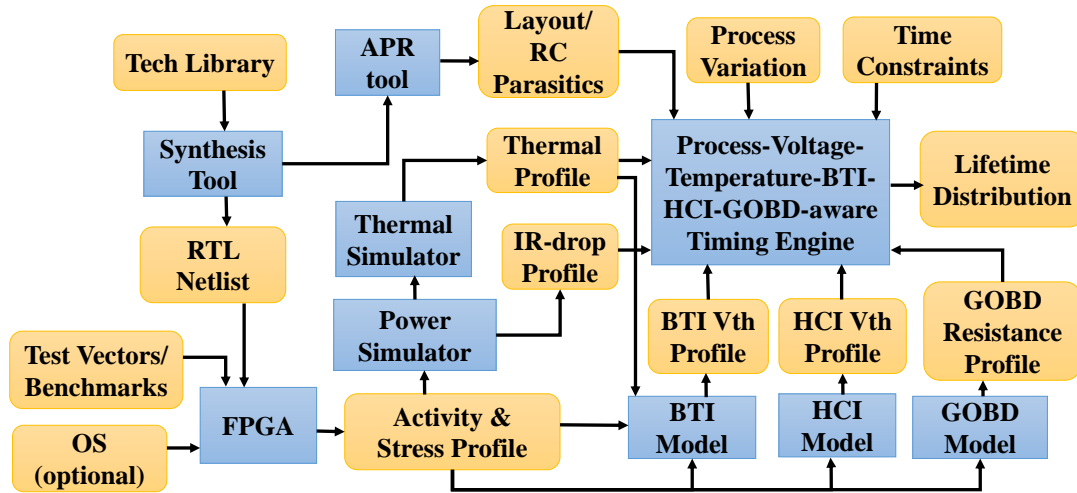 Tech Library
APR
tool
Layout/
RC
Parasitics
Process
Variation
Time
Constraints
Synthesis
Tool
Thermal
Profile
Process-Voltage-
Temperature-BTI-
HCI-GOBD-aware
Timing Engine
Lifetime
Distribution
RTL
Netlist
Thermal
Simulator
IR-drop
Profile
Power
Simulator
BTI Vth
Profile
HCI Vth
Profile
GOBD
Resistance
Profile
Test Vectors/
Benchmarks
FPGA
Activity &
Stress Profile
BTI
Model
HCI
Model
GOBD
Model
OS
(optional)